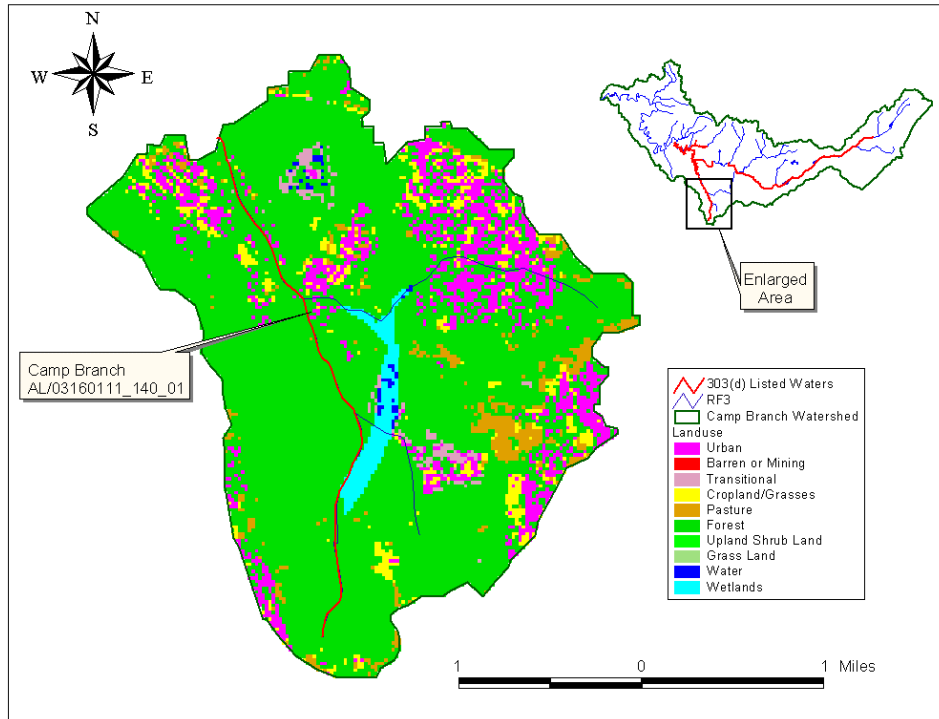 N
W E
S
Enlarged
Area
Camp Branch
AL/03160111_140_01
303(d) Listed Waters
RF3
Camp Branch Watershed
Landuse
Urban
Barren or Mining
Transitional
Cropland/Grasses
Pasture
Forest
Upland Shrub Land
Grass Land
Water
Wetlands
1 0 1 Miles